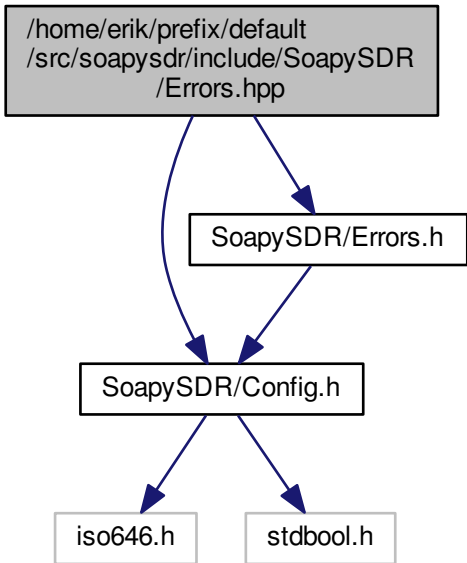 /home/erik/prefix/default
/src/soapysdr/include/SoapySDR
/Errors.hpp
SoapySDR/Errors.h
SoapySDR/Config.h
iso646.h
stdbool.h